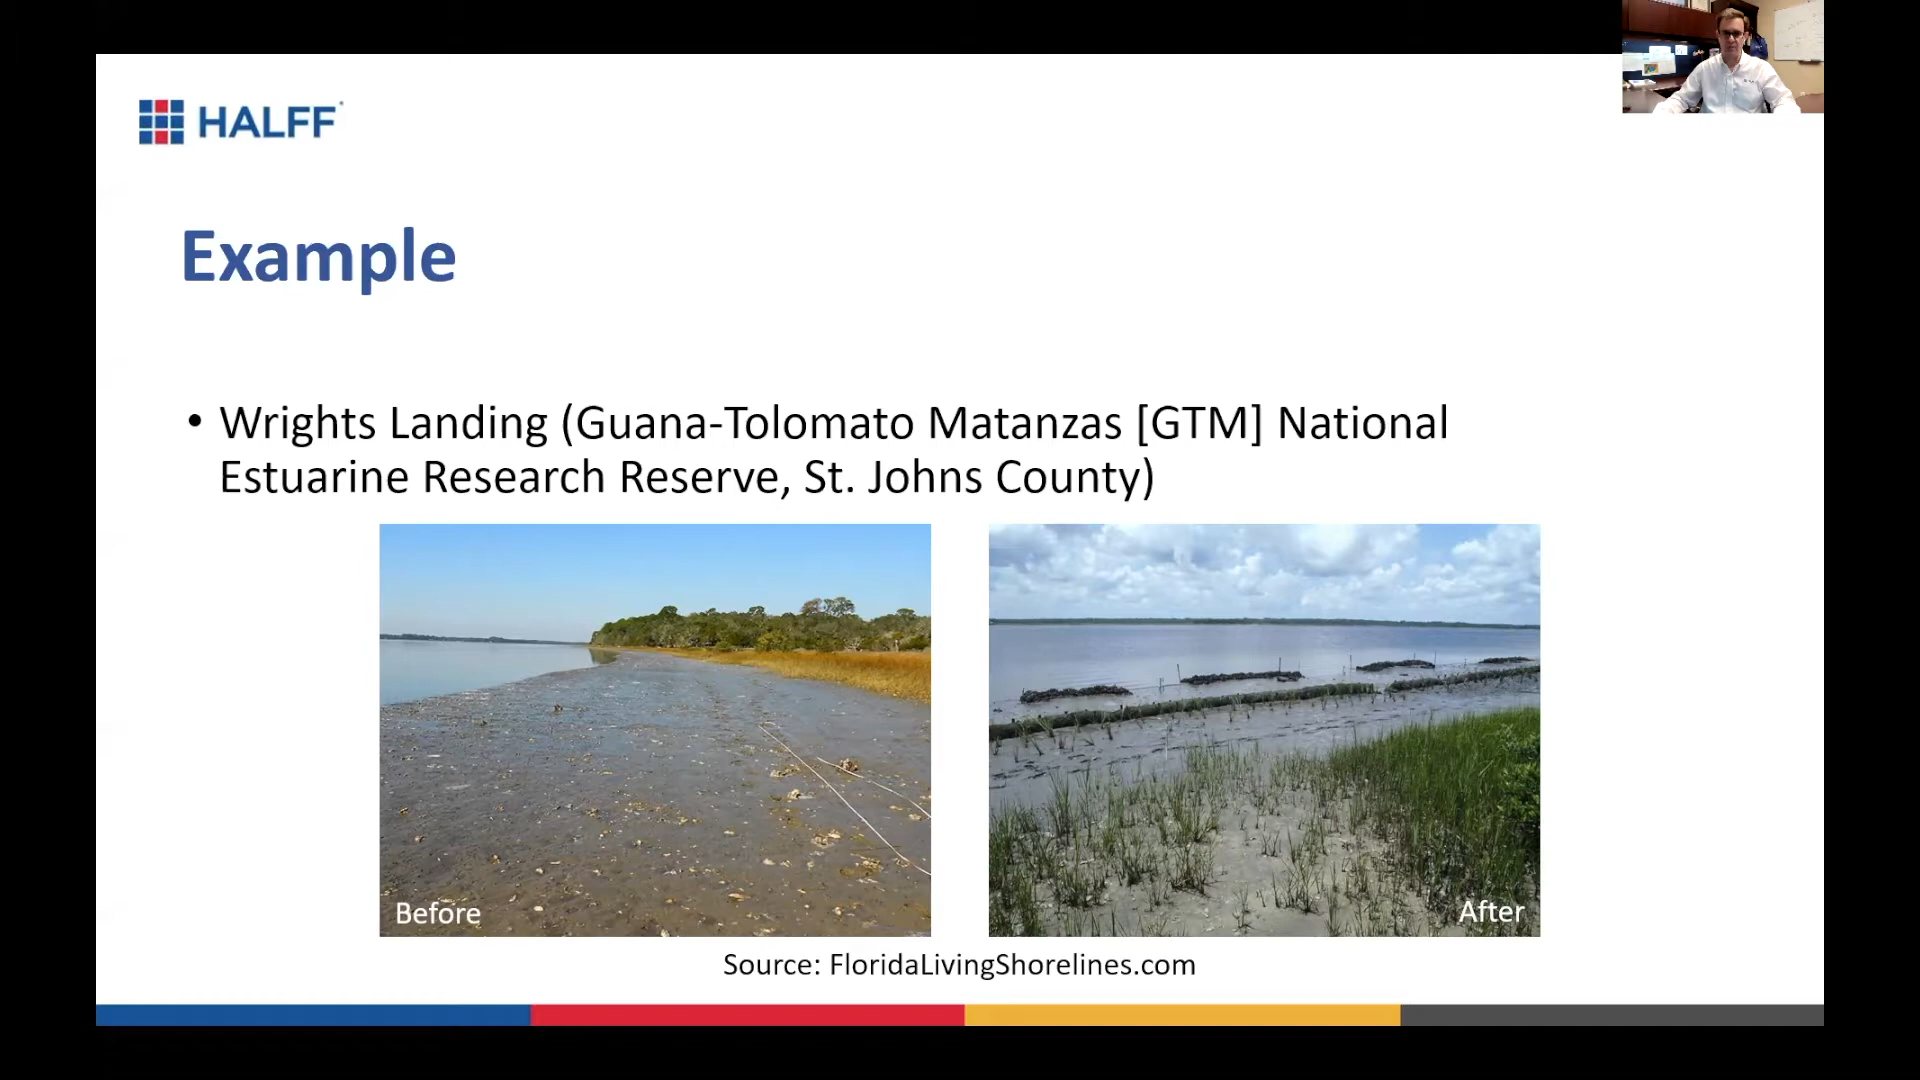 HALFF
Example
• Wrights Landing (Guana-Tolomato Matanzas [GTM] National
Estuarine Research Reserve, St. Johns County)
Before
After
Source: FloridaLivingShorelines.com